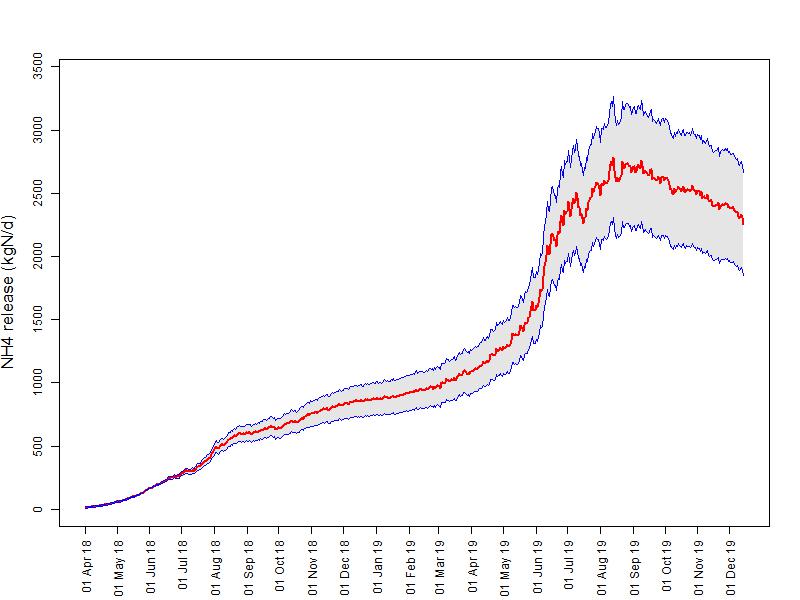 NH4 release (kgN/d)
3500
3000
2500
2000
1500
1000
500
0
01 Apr 18
01 May 18
01 Jun 18
01 Jul 18
01 Aug 18
01 Sep 18
01 Oct 18
01 Nov 18
01 Dec 18
01 Jan 19
01 Feb 19
01 Mar 19
01 Apr 19
01 May 19
01 Jun 19
01 Jul 19
01 Aug 19
01 Sep 19
01 Oct 19
01 Nov 19
01 Dec 19